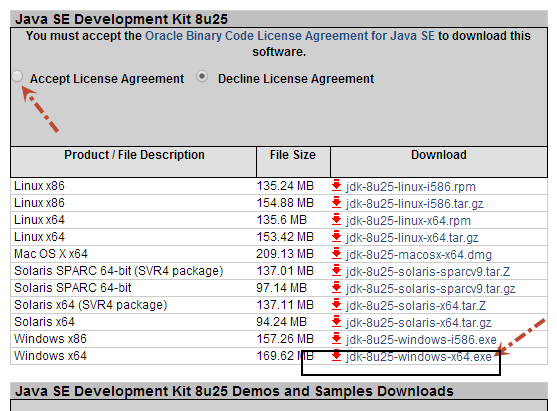 Java SE Development Kit 8u25
You must accept the Oracle Binary Code License Agreement for Java SE to download this
software.
Accept License Agreement Decline License Agreement
Product / File Description File Size Download
Linux x86 135.24 MB jdk-8u25-linux-i586.rpm
Linux x86 154.88 MB jdk-8u25-linux-i586.tar.gz
Linux x64 135.6 MB jdk-8u25-linux-x64.rpm
Linux x64 153.42 MB jdk-8u25-linux-x64.tar.gz
Mac OS X x64 209.13 MB jdk-8u25-macosx-x64.dmg
Solaris SPARC 64-bit (SVR4 package) 137.01 MB jdk-8u25-solaris-sparcv9.tar.Z
Solaris SPARC 64-bit 97.14 MB jdk-8u25-solaris-sparcv9.tar.gz
Solaris x64 (SVR4 package) 137.11 MB jdk-8u25-solaris-x64.tar.Z
Solaris x64 94.24 MB jdk-8u25-solaris-x64.tar.gz
Windows x86 157.26 MB jdk-8u25-windows-i586.exe
Windows x64 169.62 MB jdk-8u25-windows-x64.exe
Java SE Development Kit 8u25 Demos and Samples Downloads